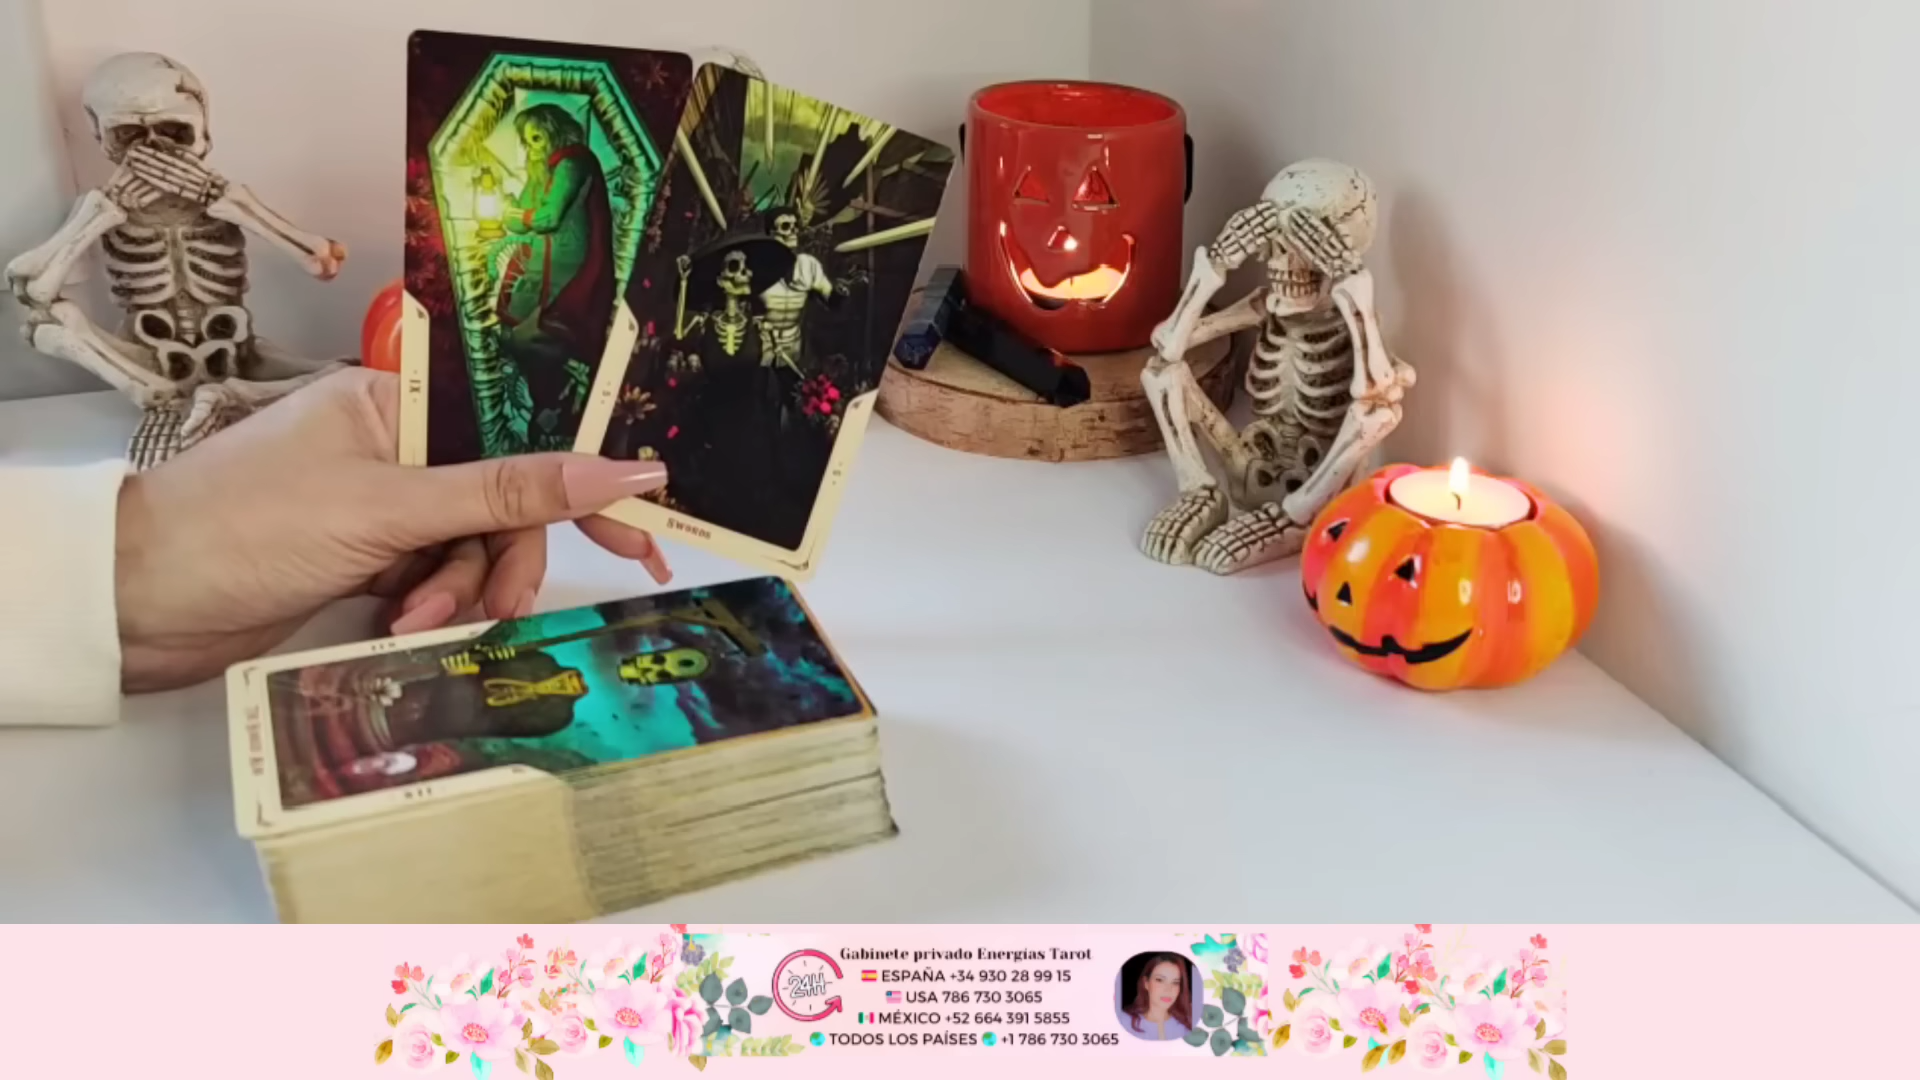 · IX ·
Swords
24H
Gabinete privado Energías Tarot
ESPAÑA +34 930 28 99 15
USA 786 730 3065
MÉXICO +52 664 391 5855
TODOS LOS PAÍSES +1 786 730 3065